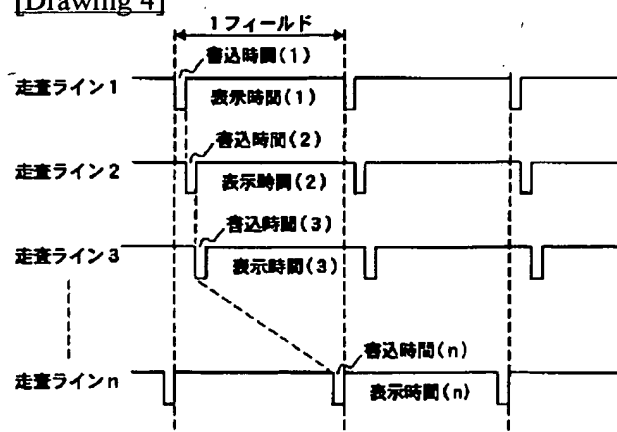 [Drawing 4]
1フィールド
書込時間(1)
走査ライン1
表示時間(1)
書込時間(2)
走査ライン2
表示時間(2)
書込時間(3)
走査ライン3
表示時間(3)
書込時間(n)
走査ラインn
表示時間(n)